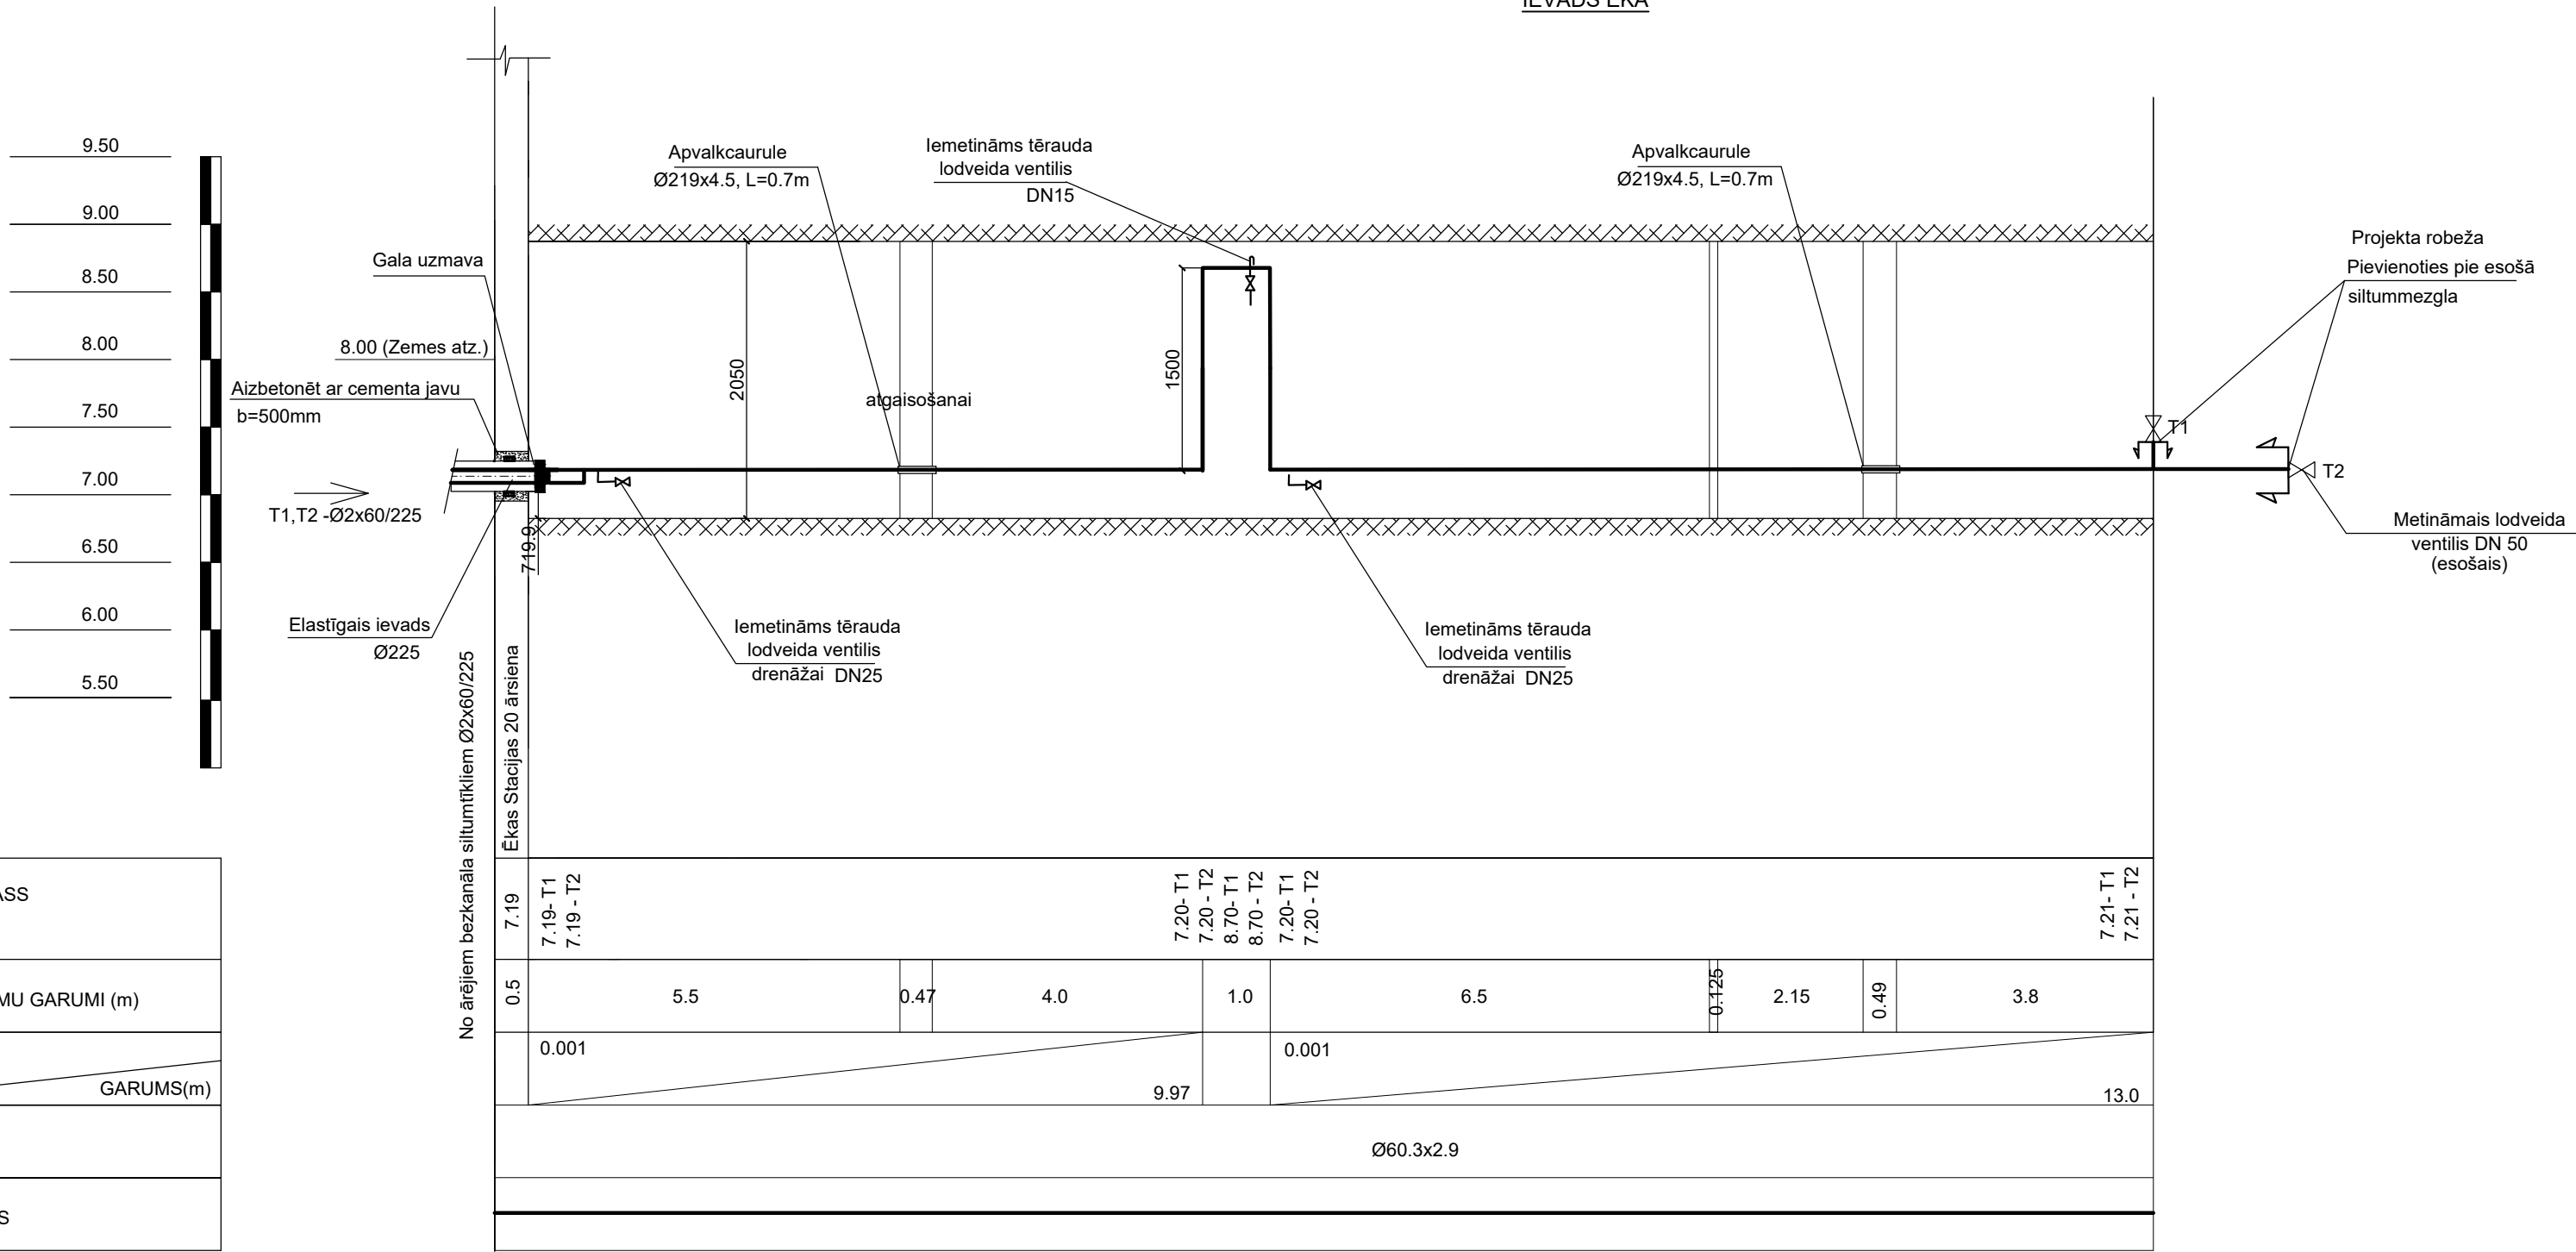 IEVADS ĒKĀ
9.50
9.00
8.50
8.00
7.50
7.00
6.50
6.00
5.50
Gala uzmava
8.00 (Zemes atz.)
Aizbetonēt ar cementa javu
b=500mm
T1,T2 -Ø2x60/225
Elastīgais ievads
Ø225
Apvalkcaurule
Ø219x4.5, L=0.7m
Iemetināms tērauda
lodveida ventilis
DN15
Apvalkcaurule
Ø219x4.5, L=0.7m
Projekta robeža
Pievienoties pie esošā
siltummezgla
2050
atgaisošanai
1500
T1
T2
719.9
Metināmais lodveida
ventilis DN 50
(esošais)
Iemetināms tērauda
lodveida ventilis
drenāžai DN25
Iemetināms tērauda
lodveida ventilis
drenāžai DN25
No ārējiem bezkanāla siltumtīkliem Ø2x60/225
Ēkas Stacijas 20 ārsiena
ASS
7.19
7.19- T1
7.19 - T2
7.20- T1
7.20 - T2
8.70- T1
8.70 - T2
7.20- T1
7.20 - T2
7.21- T1
7.21 - T2
MU GARUMI (m)
0.5
5.5
0.47
4.0
1.0
6.5
0.125
2.15
0.49
3.8
GARUMS(m)
0.001
9.97
0.001
13.0
Ø60.3x2.9
S